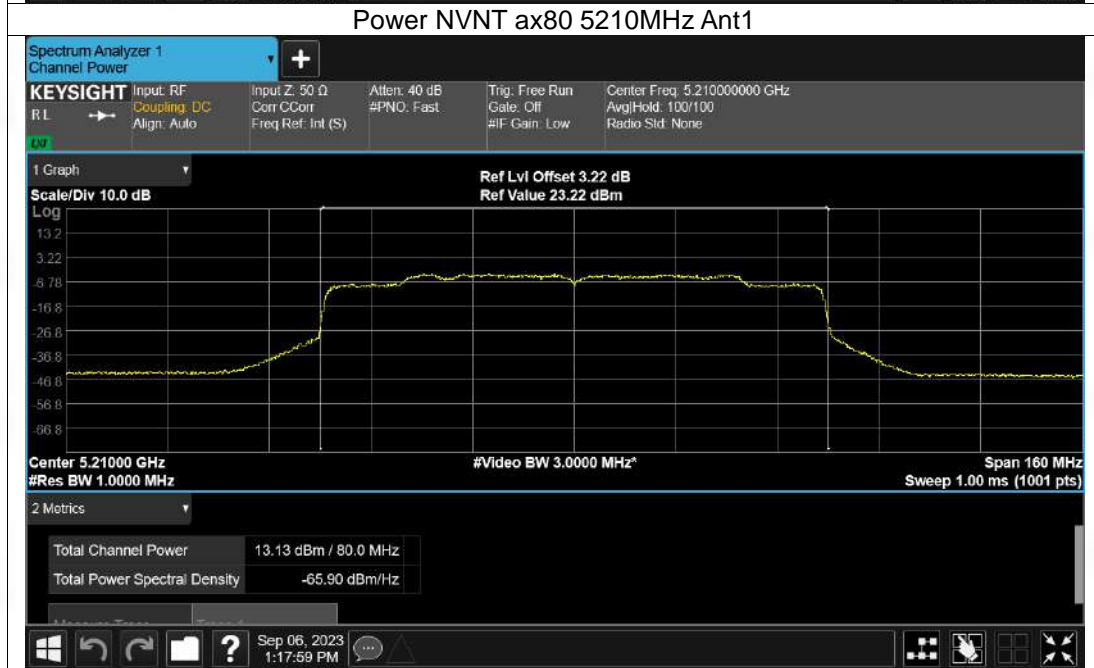 Power NVNT ax80 5210MHz Ant1
Spectrum Analyzer 1
Channel Power
+
KEYSIGHT Input: RF
Coupling: DC
Align: Auto
RL
Input Z: 50 Ω
Corr CCorr
Freq Ref: Int (S)
Atten: 40 dB
#PNO: Fast
Trig: Free Run
Gate: Off
#IF Gain: Low
Center Freq: 5.210000000 GHz
Avg|Hold: 100/100
Radio Std: None
LXI
1 Graph
Scale/Div 10.0 dB
Ref Lvl Offset 3.22 dB
Ref Value 23.22 dBm
Log
13.2
3.22
-6.78
-16.8
-26.8
-36.8
-46.8
-56.8
-66.8
Center 5.21000 GHz
#Res BW 1.0000 MHz
#Video BW 3.0000 MHz*
Span 160 MHz
Sweep 1.00 ms (1001 pts)
2 Metrics
Total Channel Power 13.13 dBm / 80.0 MHz
Total Power Spectral Density -65.90 dBm/Hz
?
Sep 06, 2023
1:17:59 PM